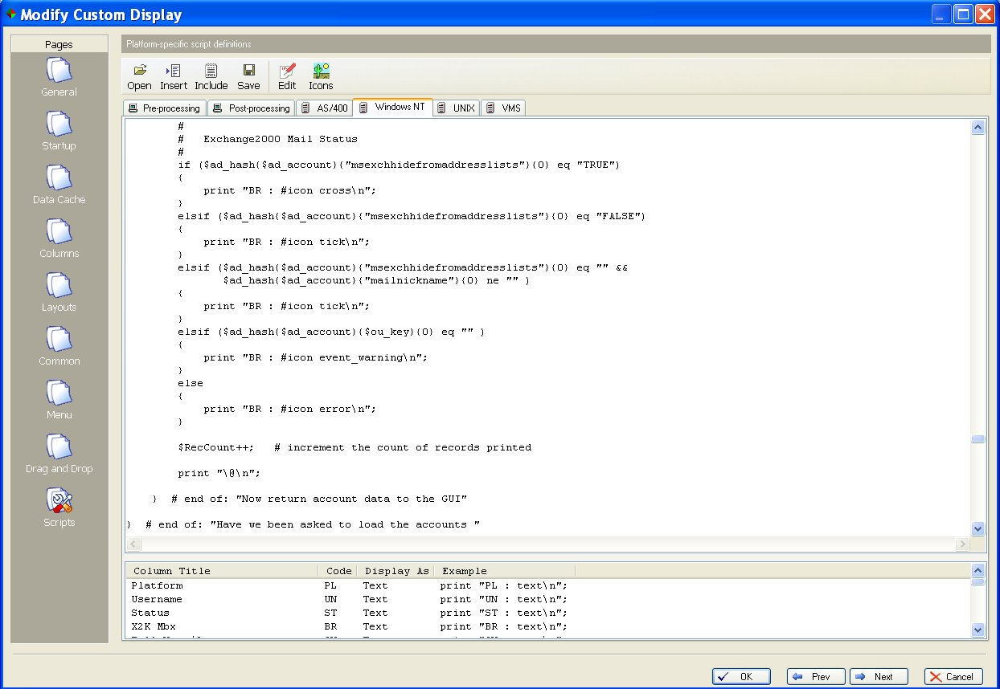 Modify Custom Display
Pages
General
Startup
Data Cache
Columns
Layouts
Common
Menu
Drag and Drop
Scripts
Platform-specific script definitions
Open Insert Include Save Edit Icons
Pre-processing Post-processing AS/400 Windows NT UNIX VMS
#
#   Exchange2000 Mail Status
#
if ($ad_hash{$ad_account}{"msexchhidefromaddresslists"}{0} eq "TRUE")
{
    print "BR : #icon cross\n";
}
elsif ($ad_hash{$ad_account}{"msexchhidefromaddresslists"}{0} eq "FALSE")
{
    print "BR : #icon tick\n";
}
elsif ($ad_hash{$ad_account}{"msexchhidefromaddresslists"}{0} eq "" &&
       $ad_hash{$ad_account}{"mailnickname"}{0} ne "" )
{
    print "BR : #icon tick\n";
}
elsif ($ad_hash{$ad_account}{$ou_key}{0} eq "" )
{
    print "BR : #icon event_warning\n";
}
else
{
    print "BR : #icon error\n";
}
$RecCount++;   # increment the count of records printed
print "\@\n";
}  # end of: "Now return account data to the GUI"
}  # end of: "Have we been asked to load the accounts "
Column Title Code Display As Example
Platform PL Text print "PL : text\n";
Username UN Text print "UN : text\n";
Status ST Text print "ST : text\n";
X2K Mbx BR Text print "BR : text\n";
OK Prev Next Cancel